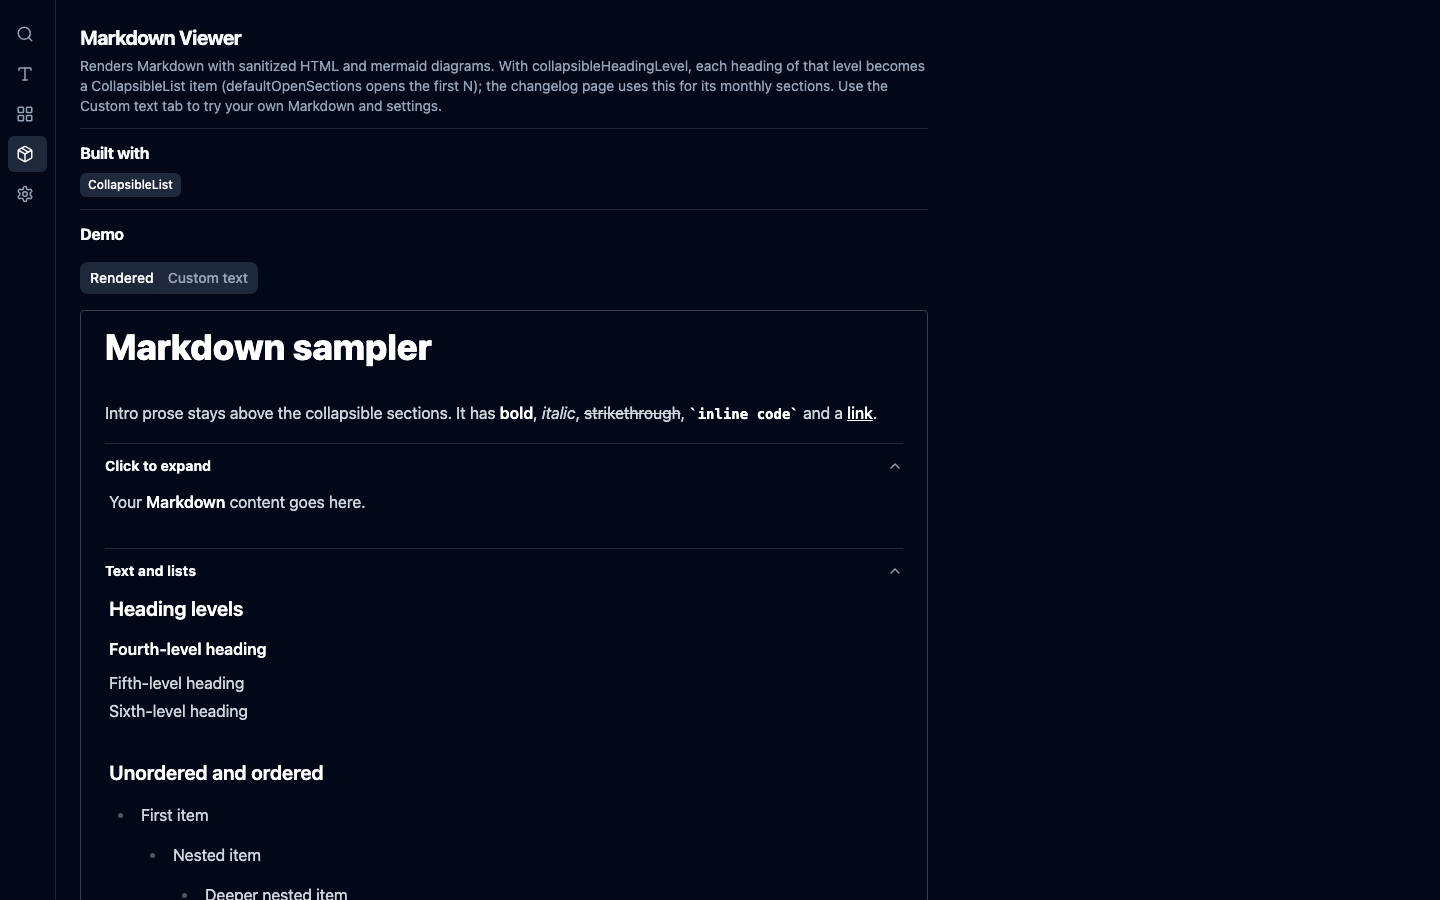 Markdown Viewer
Renders Markdown with sanitized HTML and mermaid diagrams. With collapsibleHeadingLevel, each heading of that level becomes
a CollapsibleList item (defaultOpenSections opens the first N); the changelog page uses this for its monthly sections. Use the
Custom text tab to try your own Markdown and settings.
Built with
CollapsibleList
Demo
Rendered Custom text
Markdown sampler
Intro prose stays above the collapsible sections. It has bold, italic, strikethrough, `inline code` and a link.
Click to expand
Your Markdown content goes here.
Text and lists
Heading levels
Fourth-level heading
Fifth-level heading
Sixth-level heading
Unordered and ordered
First item
Nested item
Deeper nested item